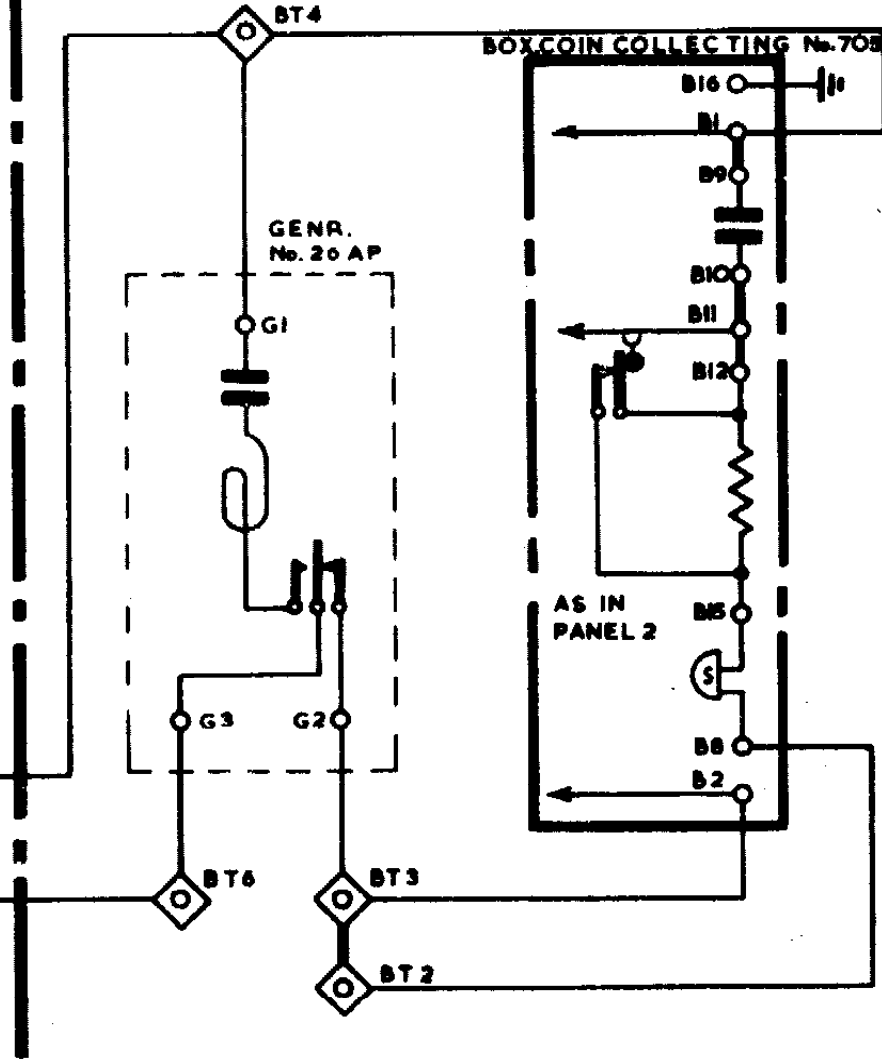 BT4
BOX COIN COLLECTING No. 705
B16
B1
B9
GENR.
No. 26 AP
B10
G1
B11
B12
AS IN
PANEL 2
B15
S
G3
G2
B8
B2
BT6
BT3
BT2